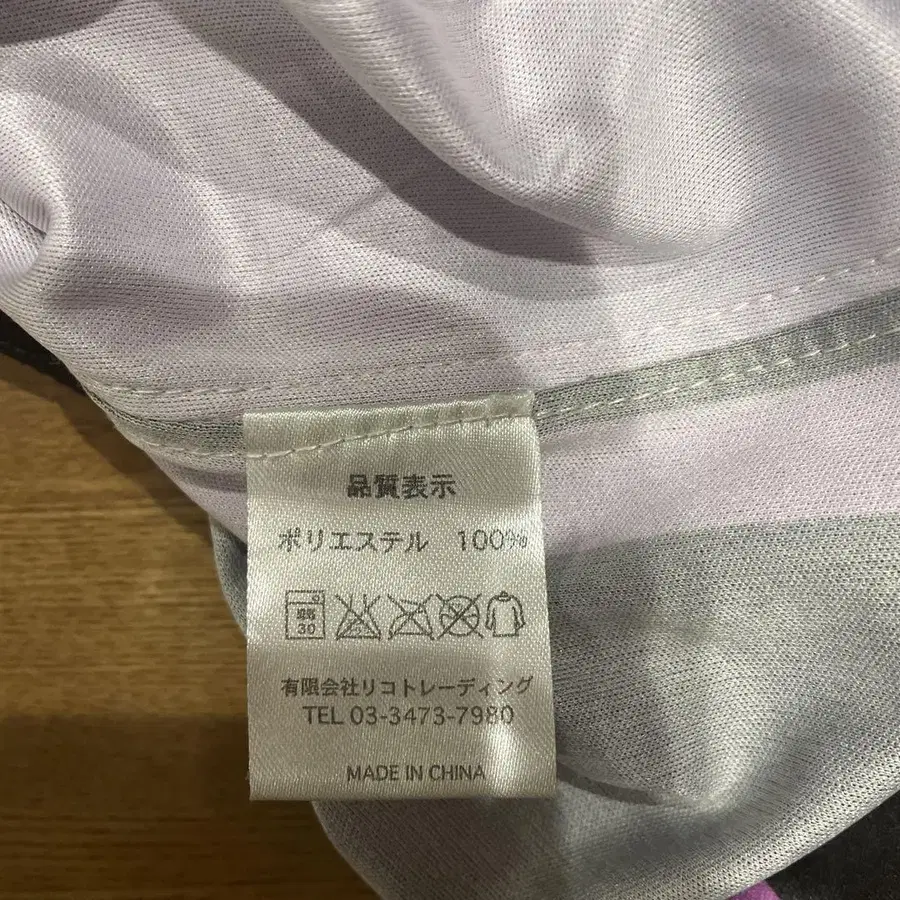 品質表示
ポリエステル 100%
30
有限会社リコトレーディング
TEL 03-3473-7980
MADE IN CHINA